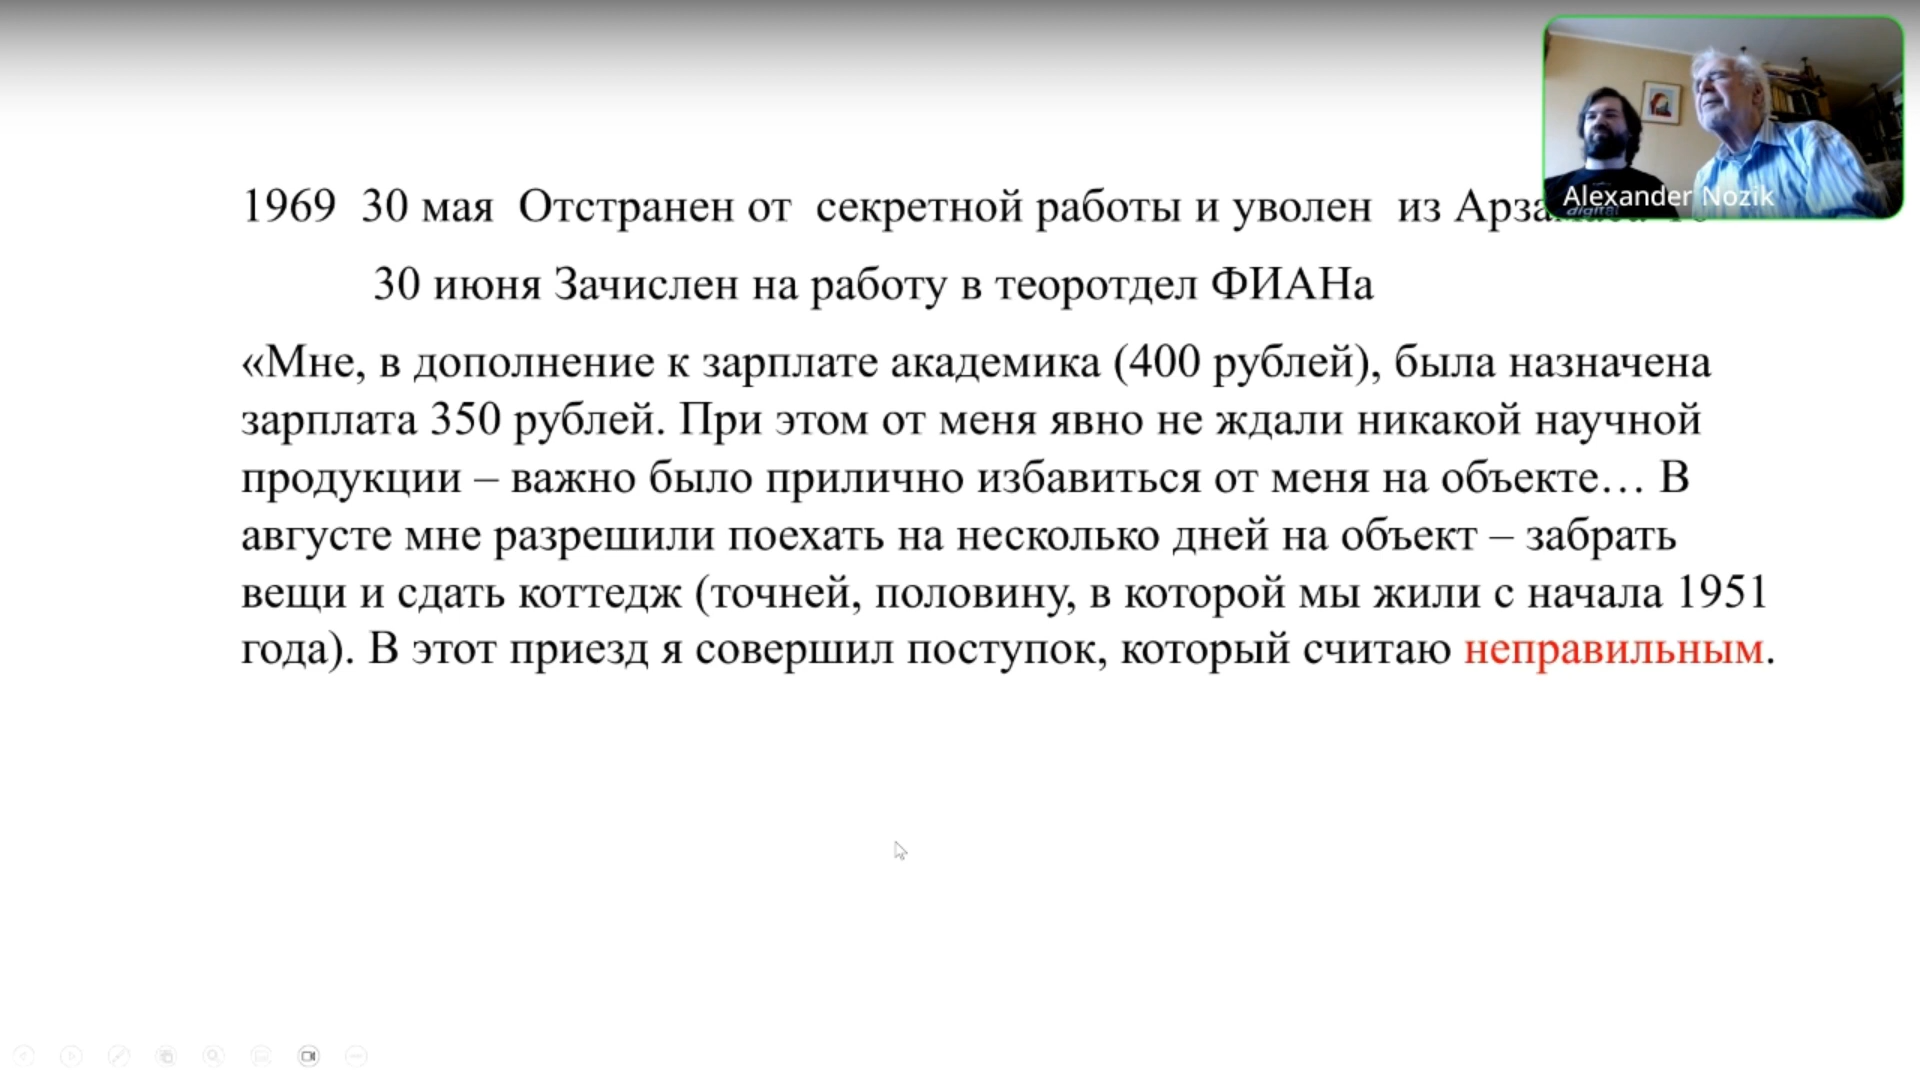 1969 30 мая Отстранен от секретной работы и уволен из
Alexander Nozik
digital
30 июня Зачислен на работу в теоротдел ФИАНа
«Мне, в дополнение к зарплате академика (400 рублей), была назначена
зарплата 350 рублей. При этом от меня явно не ждали никакой научной
продукции – важно было прилично избавиться от меня на объекте… В
августе мне разрешили поехать на несколько дней на объект – забрать
вещи и сдать коттедж (точней, половину, в которой мы жили с начала 1951
года). В этот приезд я совершил поступок, который считаю неправильным.